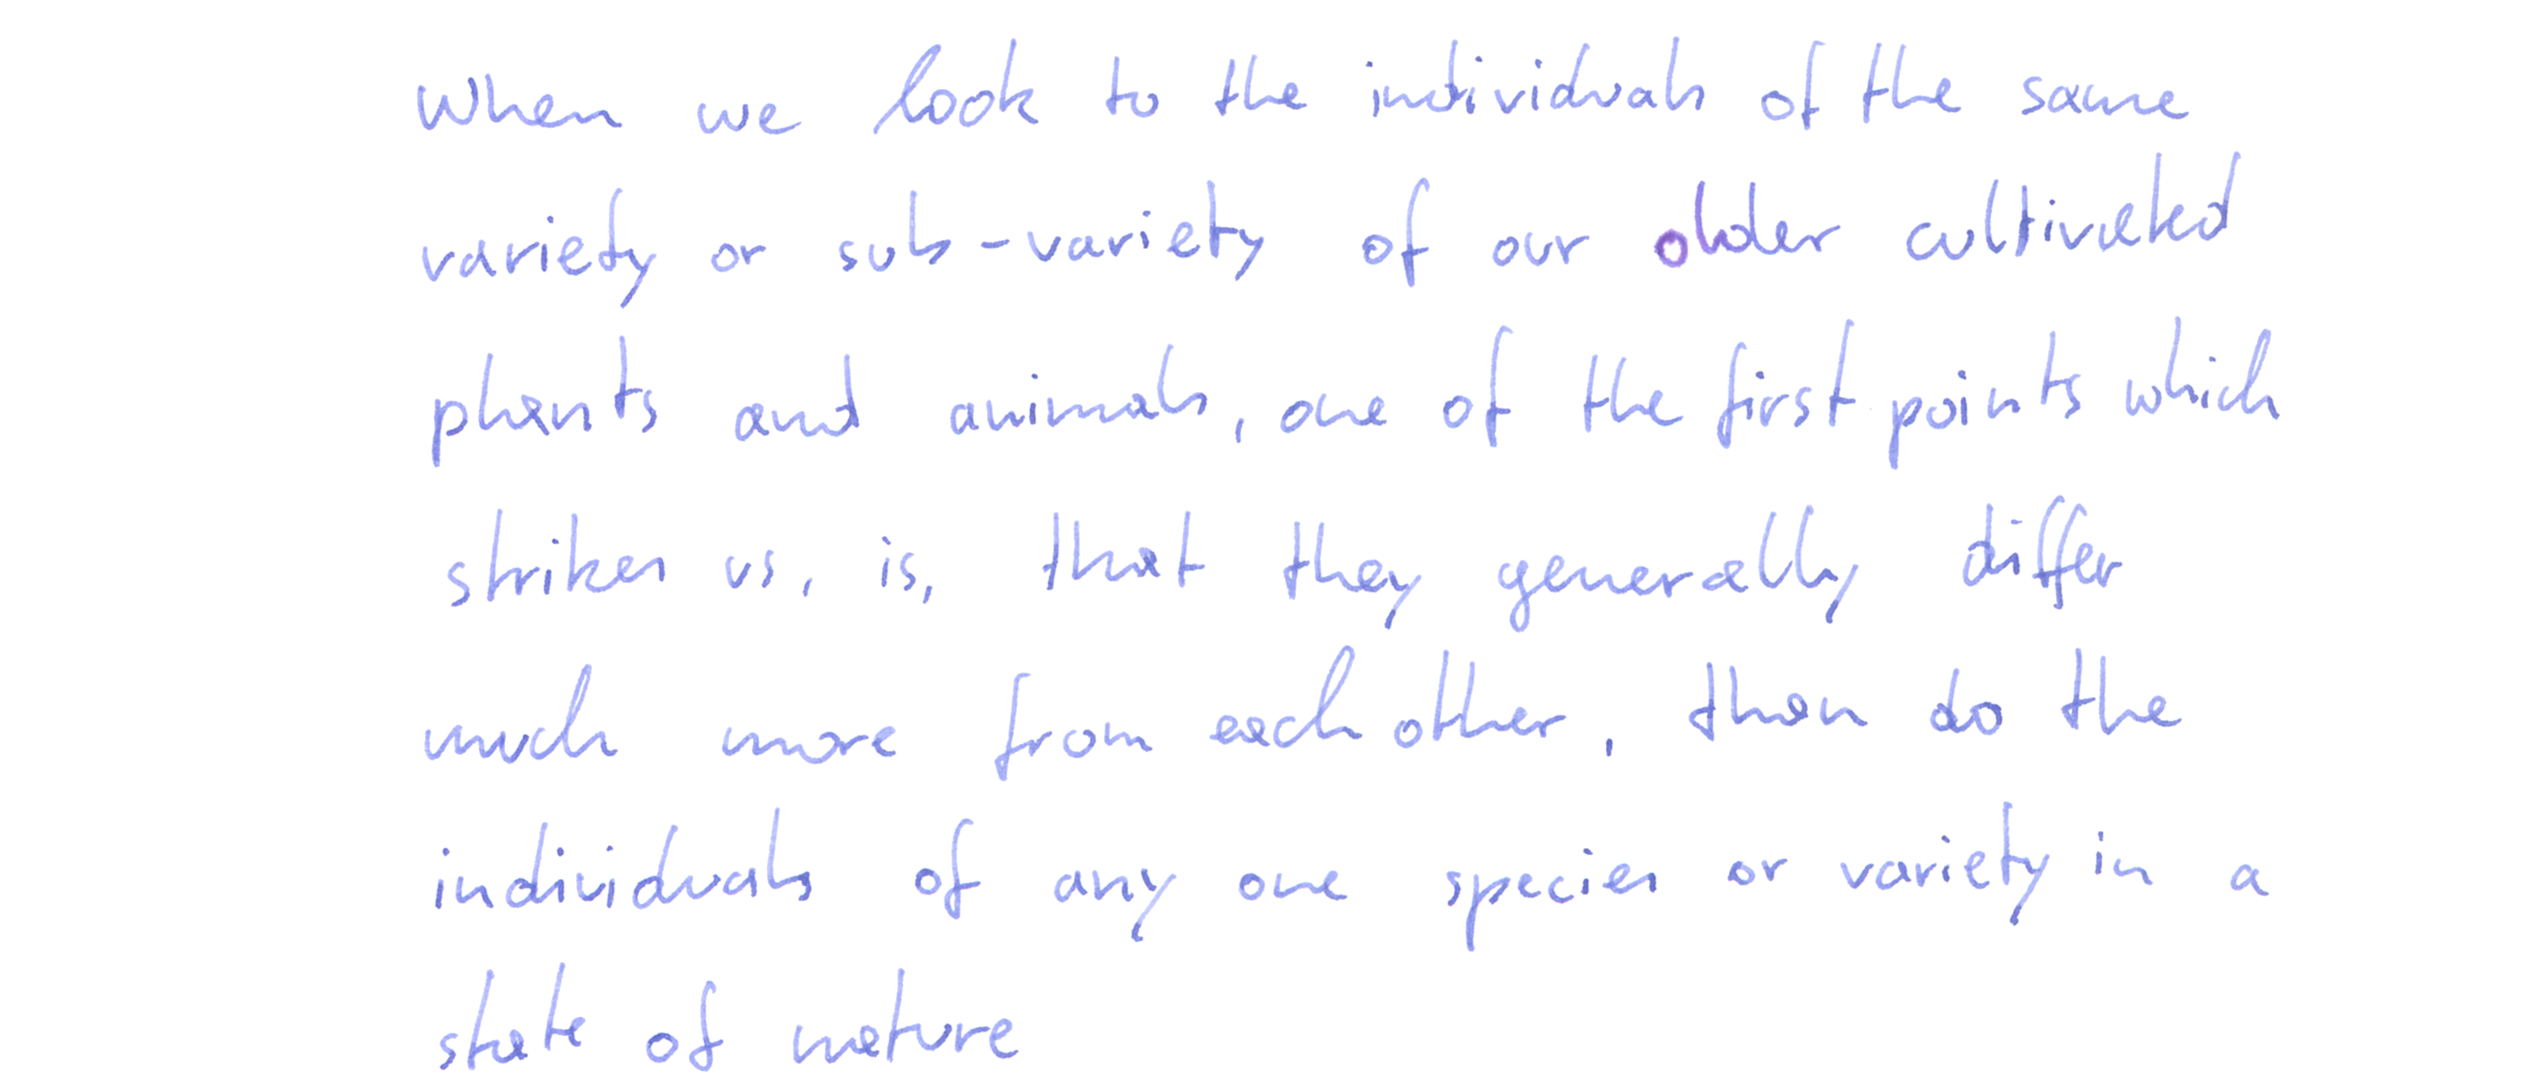 When we look to the individuals of the same
variety or sub-variety of our older cultivated
plants and animals, one of the first points which
strikes us, is, that they generally differ
much more from each other, than do the
individuals of any one species or variety in a
state of nature